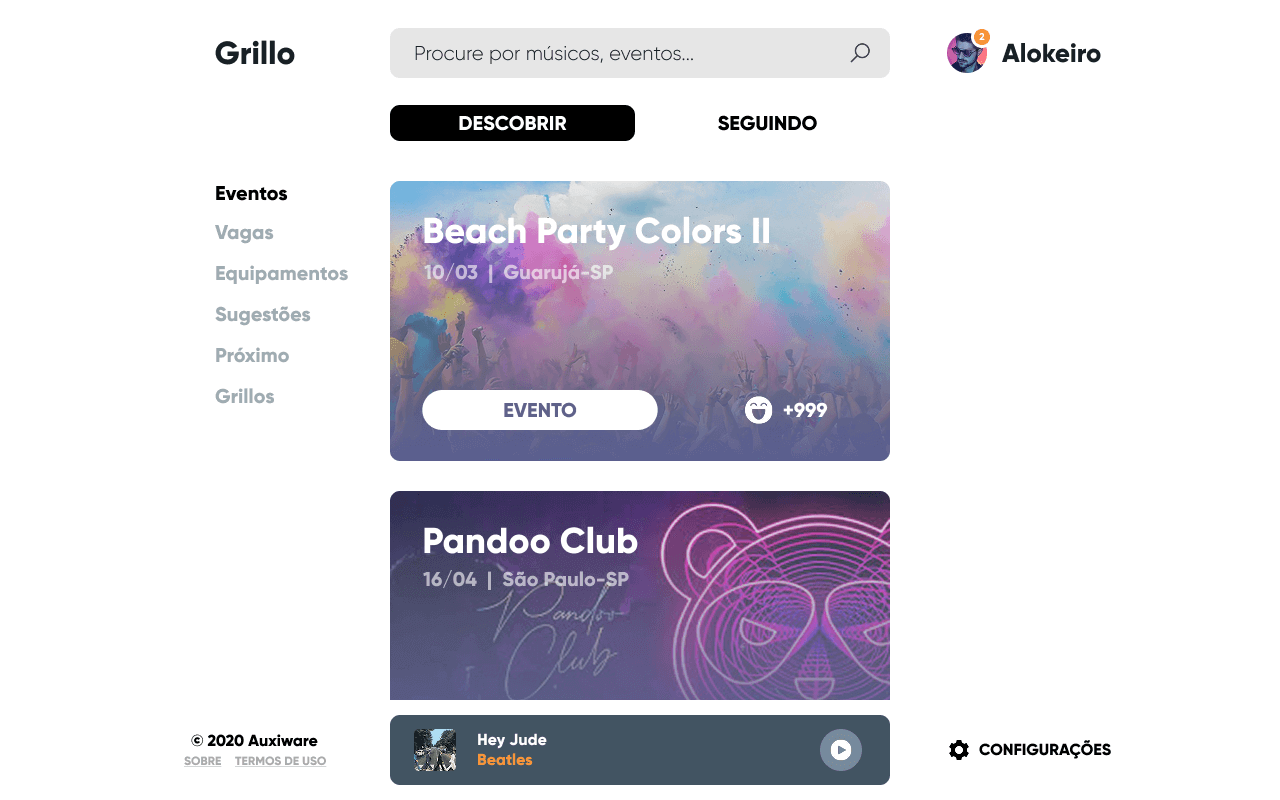 Grillo
Procure por músicos, eventos...
2
Alokeiro
DESCOBRIR
SEGUINDO
Eventos
Vagas
Equipamentos
Sugestões
Próximo
Grillos
Beach Party Colors II
10/03 | Guarujá-SP
EVENTO
+999
Pandoo Club
16/04 | São Paulo-SP
Pandoo
Club
© 2020 Auxiware
SOBRE TERMOS DE USO
Hey Jude
Beatles
CONFIGURAÇÕES